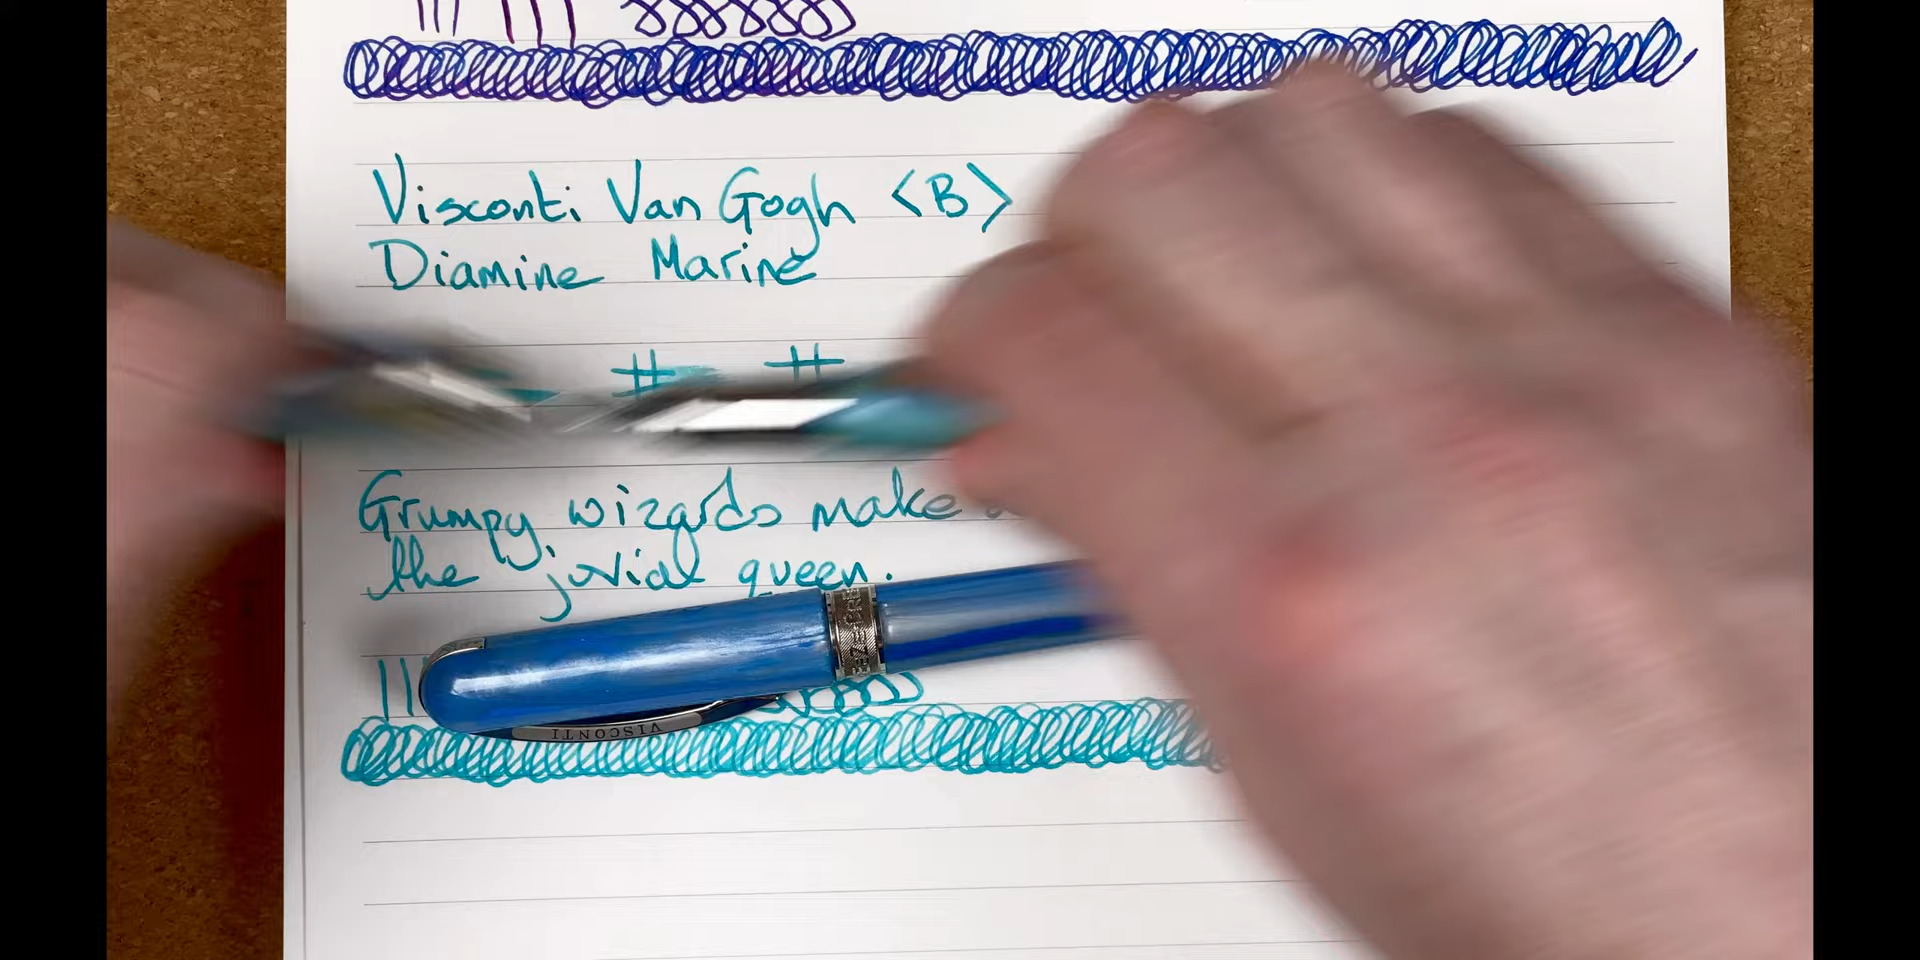 Visconti Van Gogh <B>
Diamine Marine
# #
Grumpy wizards make
the jovial queen.
VISCONTI